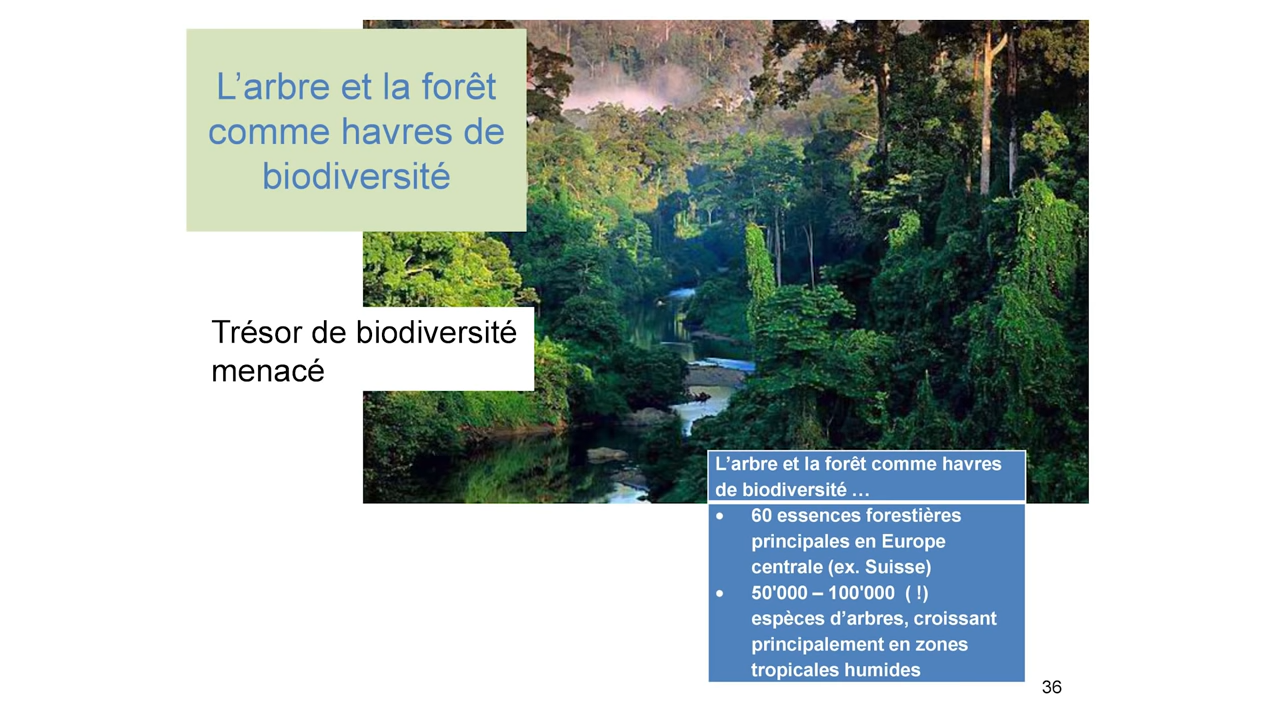 L’arbre et la forêt
comme havres de
biodiversité
Trésor de biodiversité
menacé
L’arbre et la forêt comme havres
de biodiversité …
• 60 essences forestières
principales en Europe
centrale (ex. Suisse)
• 50'000 – 100'000 ( !)
espèces d’arbres, croissant
principalement en zones
tropicales humides
36